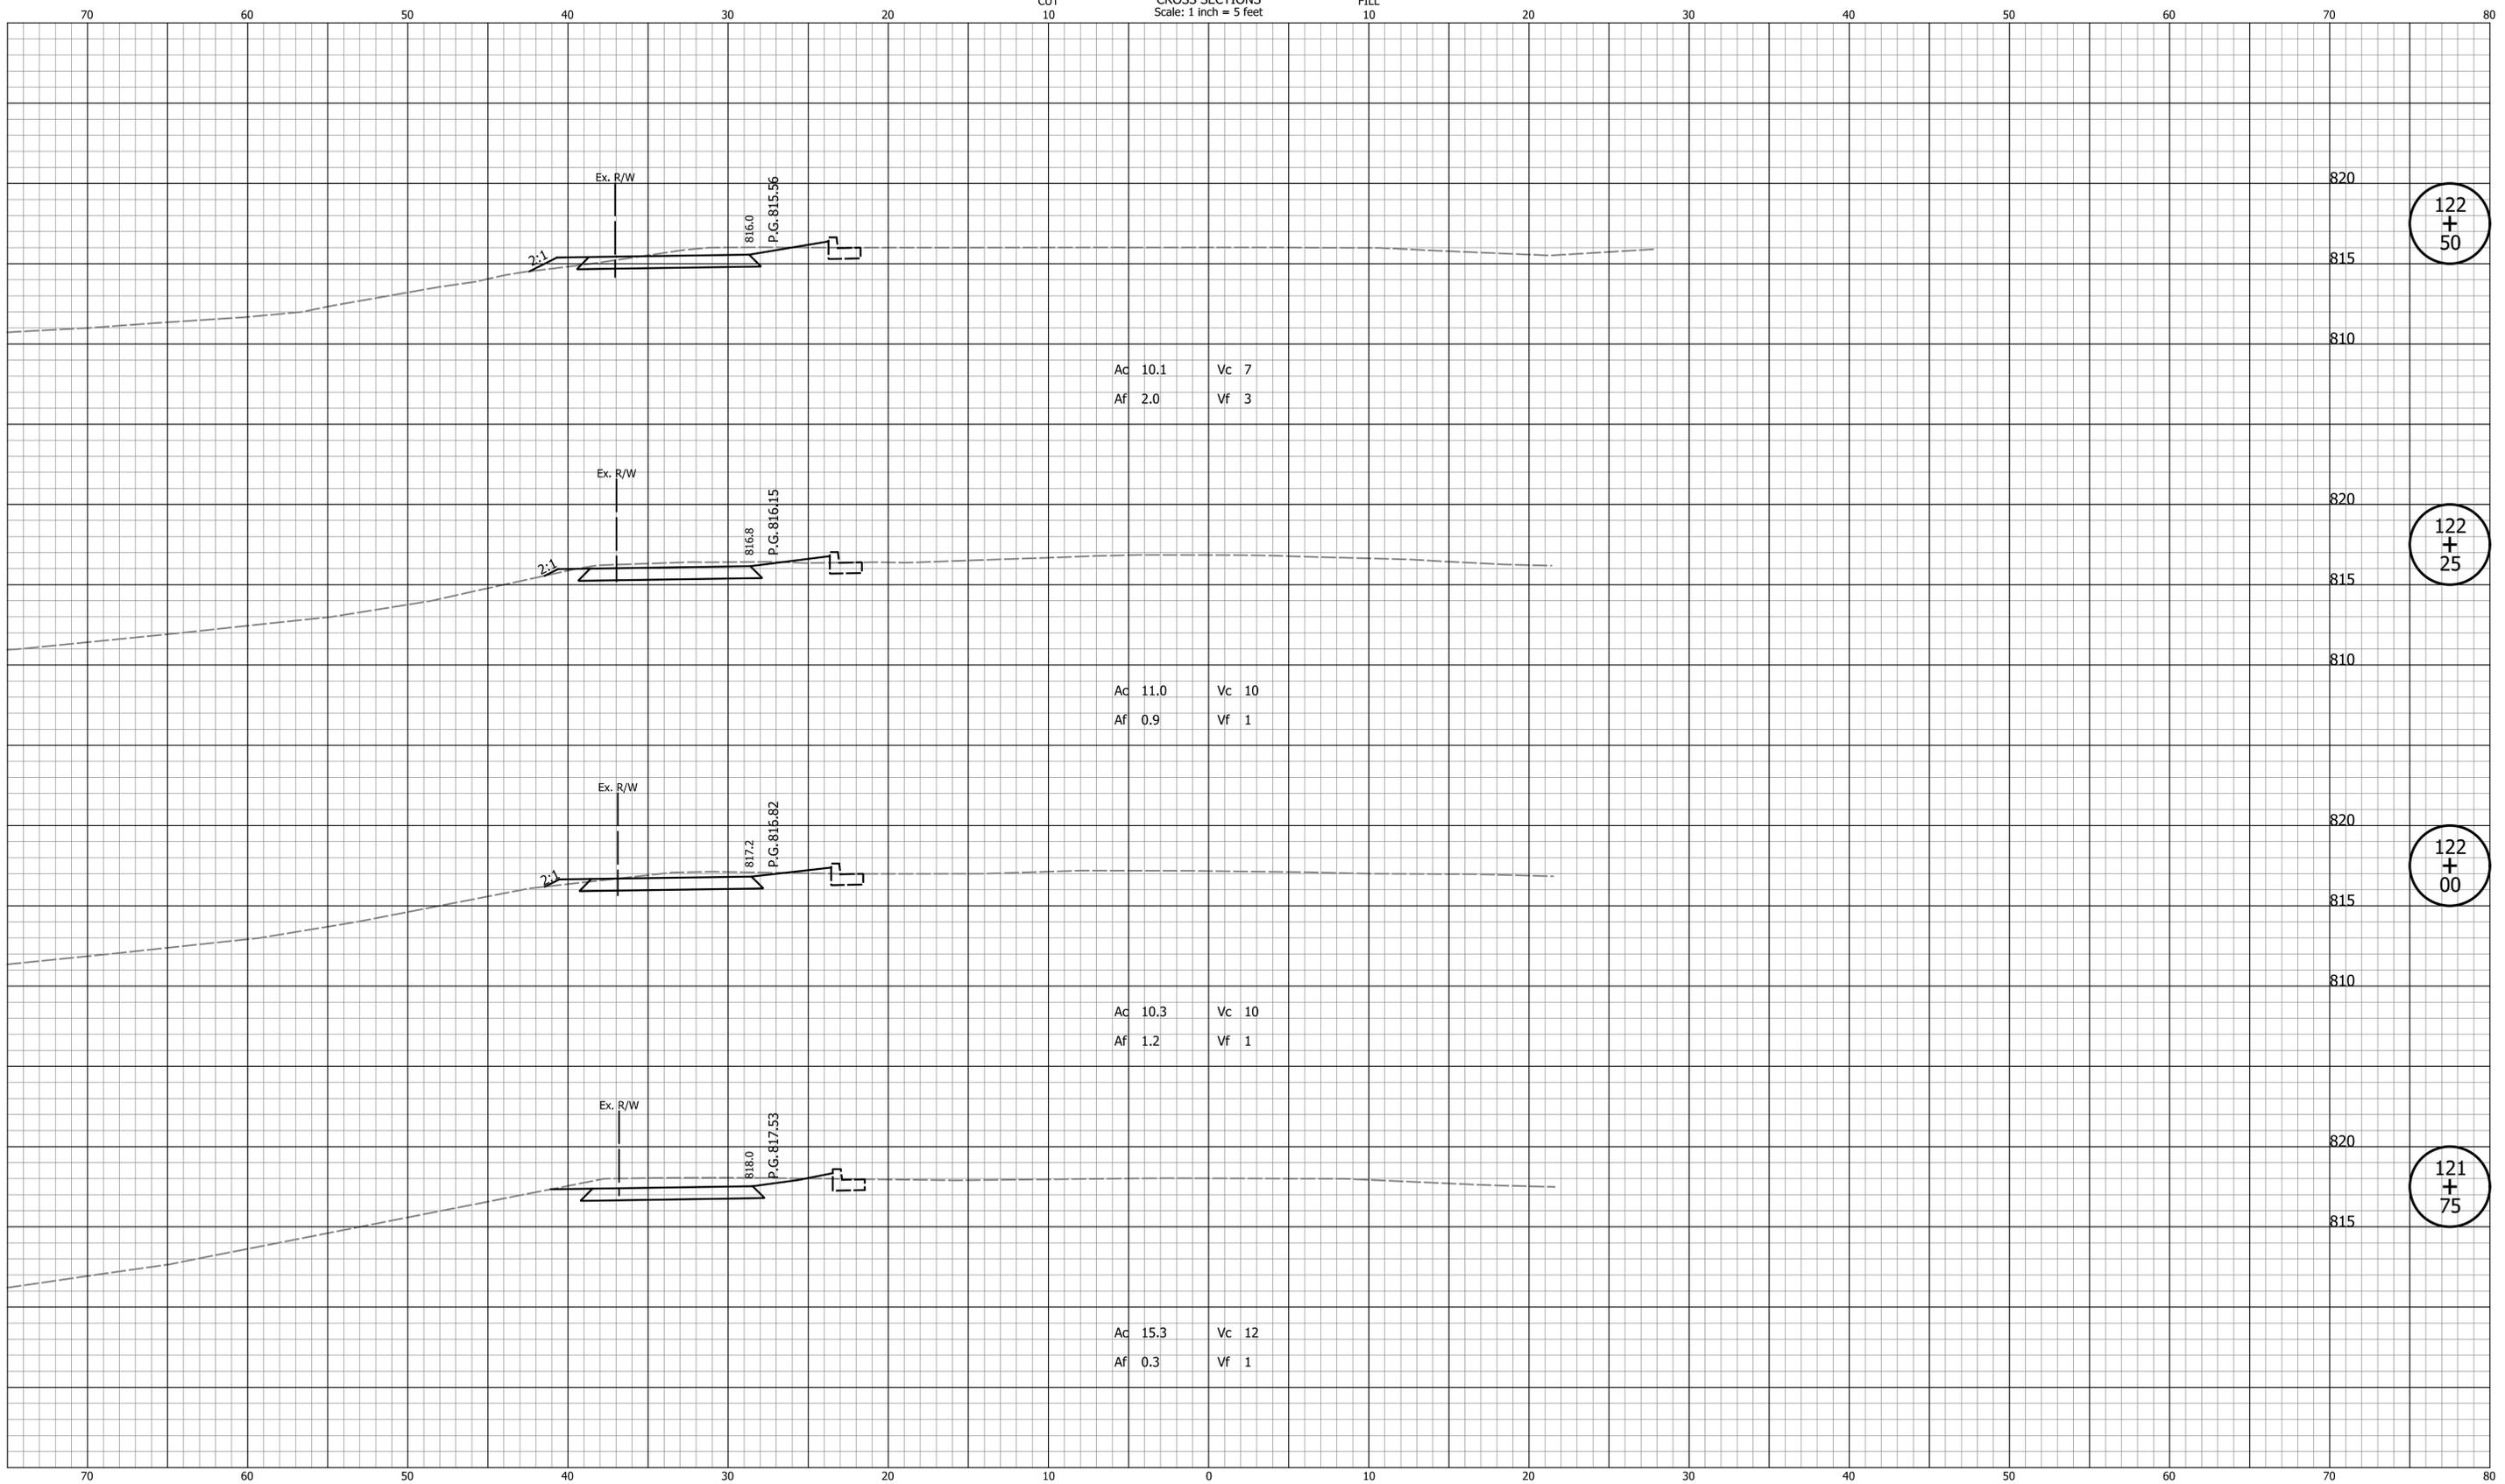 CUT CROSS SECTIONS FILL
Scale: 1 inch = 5 feet
70 60 50 40 30 20 10 10 20 30 40 50 60 70 80
Ex. R/W
816.0
P.G. 815.56
2:1
820
815
810
122
+
50
Ac 10.1 Vc 7
Af 2.0 Vf 3
Ex. R/W
816.8
P.G. 816.15
2:1
820
815
810
122
+
25
Ac 11.0 Vc 10
Af 0.9 Vf 1
Ex. R/W
817.2
P.G. 816.82
2:1
820
815
810
122
+
00
Ac 10.3 Vc 10
Af 1.2 Vf 1
Ex. R/W
818.0
P.G. 817.53
820
815
121
+
75
Ac 15.3 Vc 12
Af 0.3 Vf 1
70 60 50 40 30 20 10 0 10 20 30 40 50 60 70 80